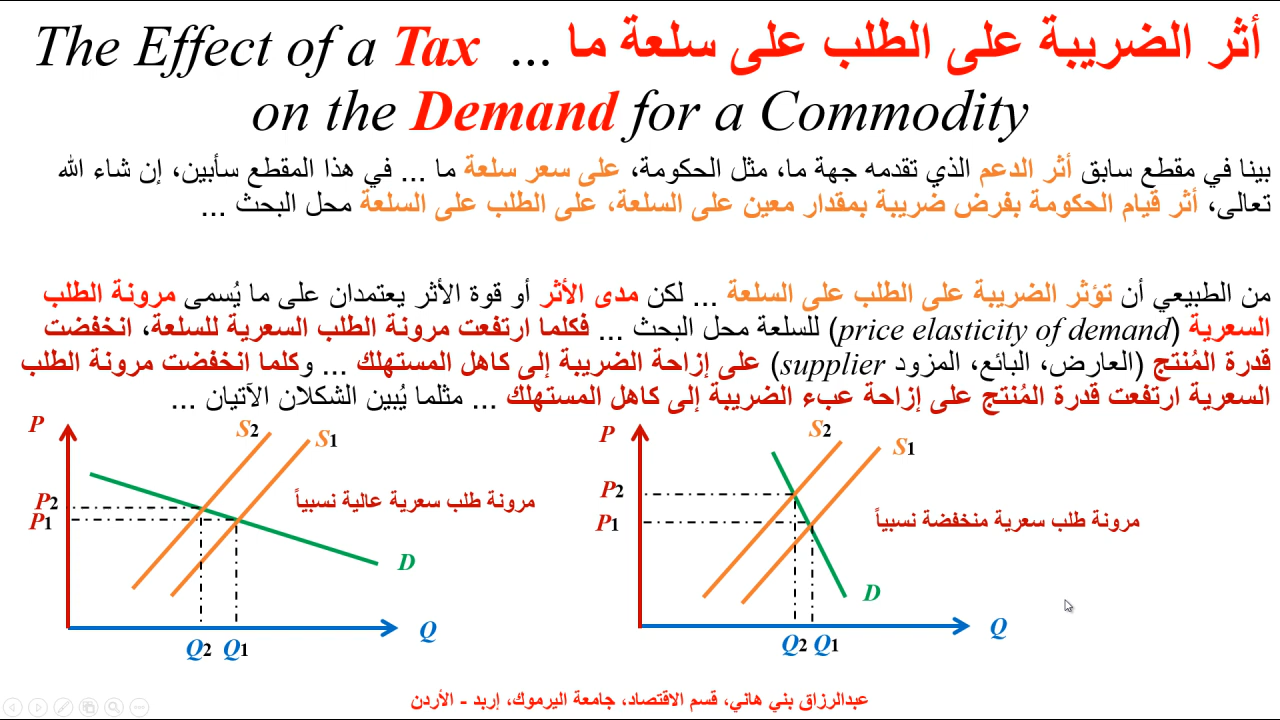 The Effect of a Tax ... أثر الضريبة على الطلب على سلعة ما
on the Demand for a Commodity
بينا في مقطع سابق أثر الدعم الذي تقدمه جهة ما، مثل الحكومة، على سعر سلعة ما ... في هذا المقطع سأبين، إن شاء الله
تعالى، أثر قيام الحكومة بفرض ضريبة بمقدار معين على السلعة، على الطلب على السلعة محل البحث ...
من الطبيعي أن تؤثر الضريبة على الطلب على السلعة ... لكن مدى الأثر أو قوة الأثر يعتمدان على ما يُسمى مرونة الطلب
السعرية (price elasticity of demand) للسلعة محل البحث ... فكلما ارتفعت مرونة الطلب السعرية للسلعة، انخفضت
قدرة المُنتج (العارض، البائع، المزود supplier) على إزاحة الضريبة إلى كاهل المستهلك ... وكلما انخفضت مرونة الطلب
السعرية ارتفعت قدرة المُنتج على إزاحة عبء الضريبة إلى كاهل المستهلك ... مثلما يُبين الشكلان الآتيان ...
P
S2
S1
P2
P1
مرونة طلب سعرية عالية نسبياً
D
Q
Q2 Q1
P
S2
S1
P2
P1
مرونة طلب سعرية منخفضة نسبياً
D
Q
Q2 Q1
عبدالرزاق بني هاني، قسم الاقتصاد، جامعة اليرموك، إربد - الأردن